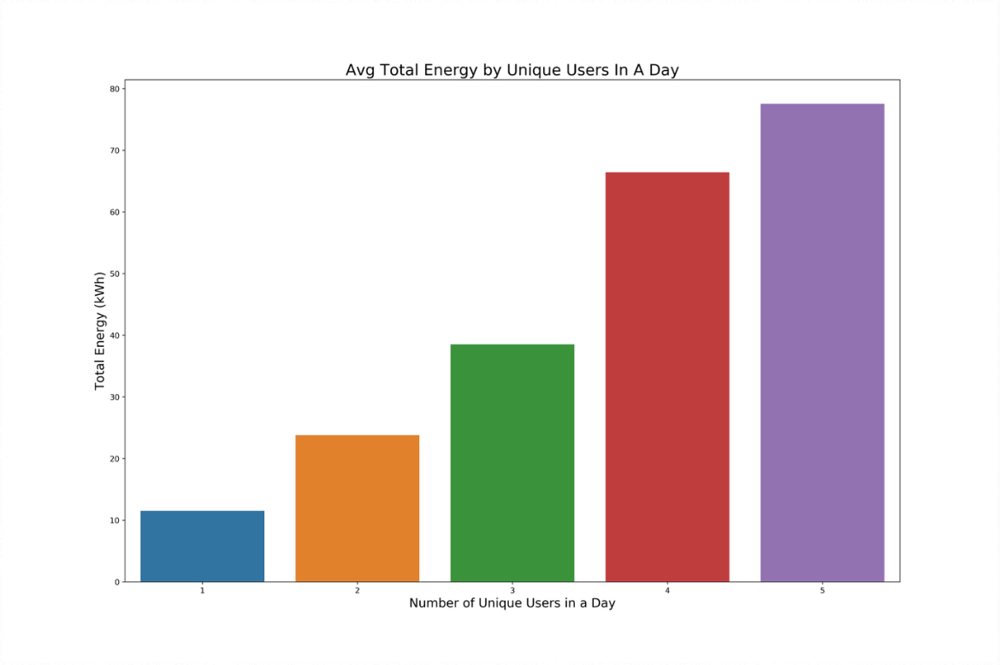 Avg Total Energy by Unique Users In A Day
80
70
60
50
40
30
20
10
0
Total Energy (kWh)
1 2 3 4 5
Number of Unique Users in a Day